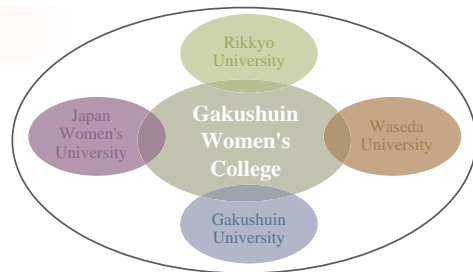 Rikkyo
University
Japan
Women's
University
Gakushuin
Women's
College
Waseda
University
Gakushuin
University